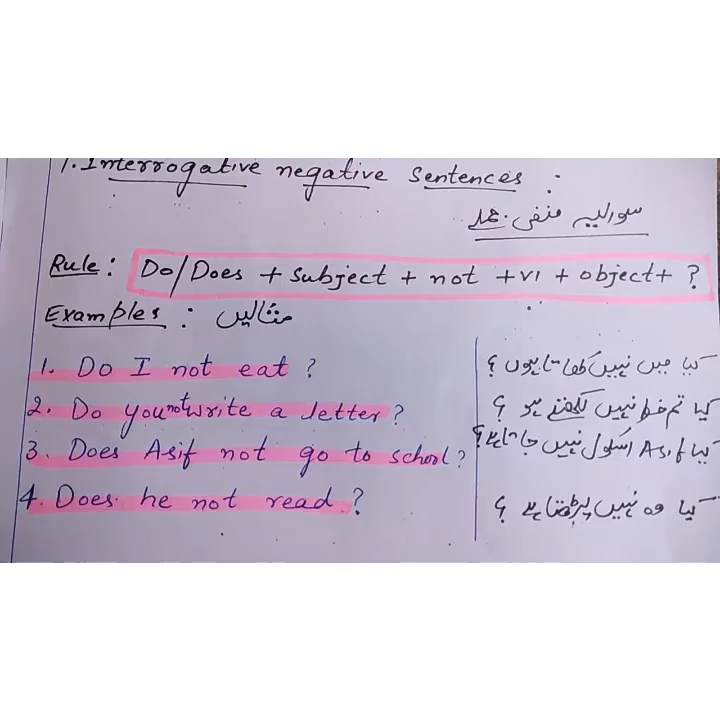 1. Interrogative negative sentences :
سوالیہ منفی جملے
Rule : Do/Does + subject + not + v1 + object + ?
Examples : مثالیں
1. Do I not eat ? کیا میں نہیں کھاتا ہوں ؟
2. Do you not write a letter ? کیا تم خط نہیں لکھتے ہو ؟
3. Does Asif not go to school ? کیا Asif اسکول نہیں جاتا ہے ؟
4. Does he not read ? کیا وہ نہیں پڑھتا ہے ؟